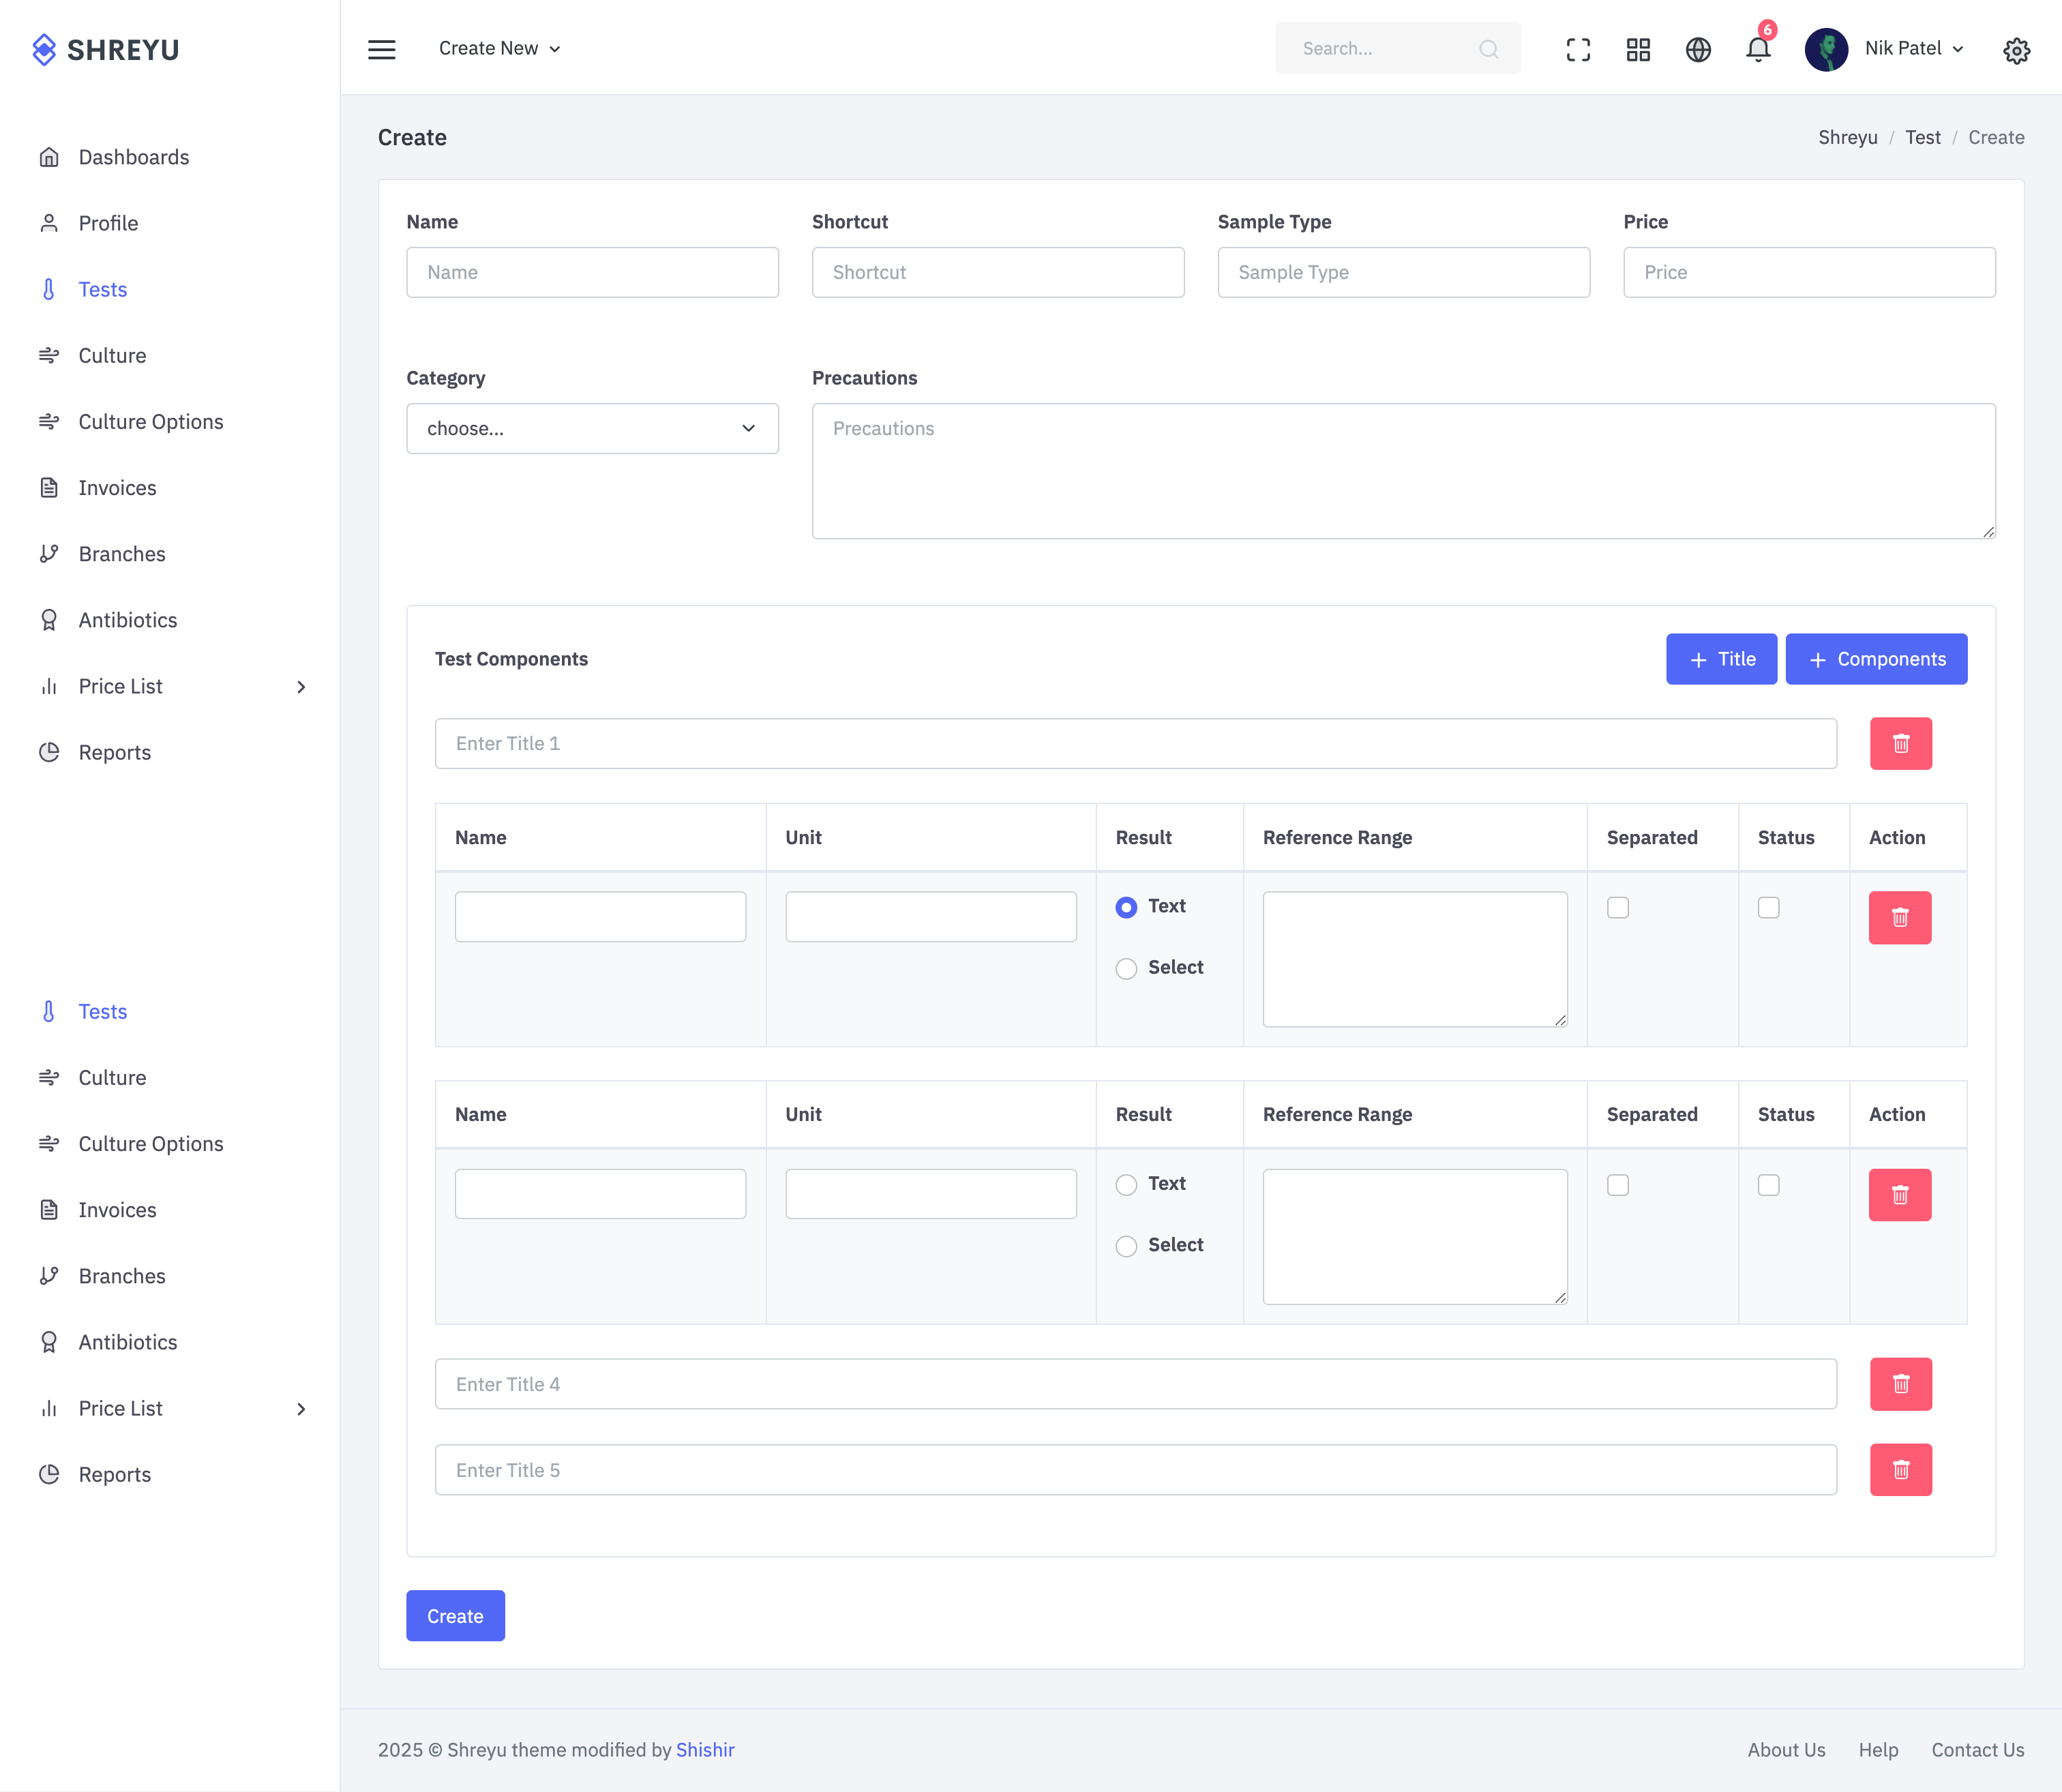 SHREYU
Create New
Search...
6
Nik Patel
Dashboards
Profile
Tests
Culture
Culture Options
Invoices
Branches
Antibiotics
Price List
Reports
Tests
Culture
Culture Options
Invoices
Branches
Antibiotics
Price List
Reports
Create
Shreyu / Test / Create
Name Shortcut Sample Type Price
Name Shortcut Sample Type Price
Category Precautions
choose... Precautions
Test Components
+ Title + Components
Enter Title 1
Name Unit Result Reference Range Separated Status Action
Text
Select
Name Unit Result Reference Range Separated Status Action
Text
Select
Enter Title 4
Enter Title 5
Create
2025 © Shreyu theme modified by Shishir
About Us Help Contact Us